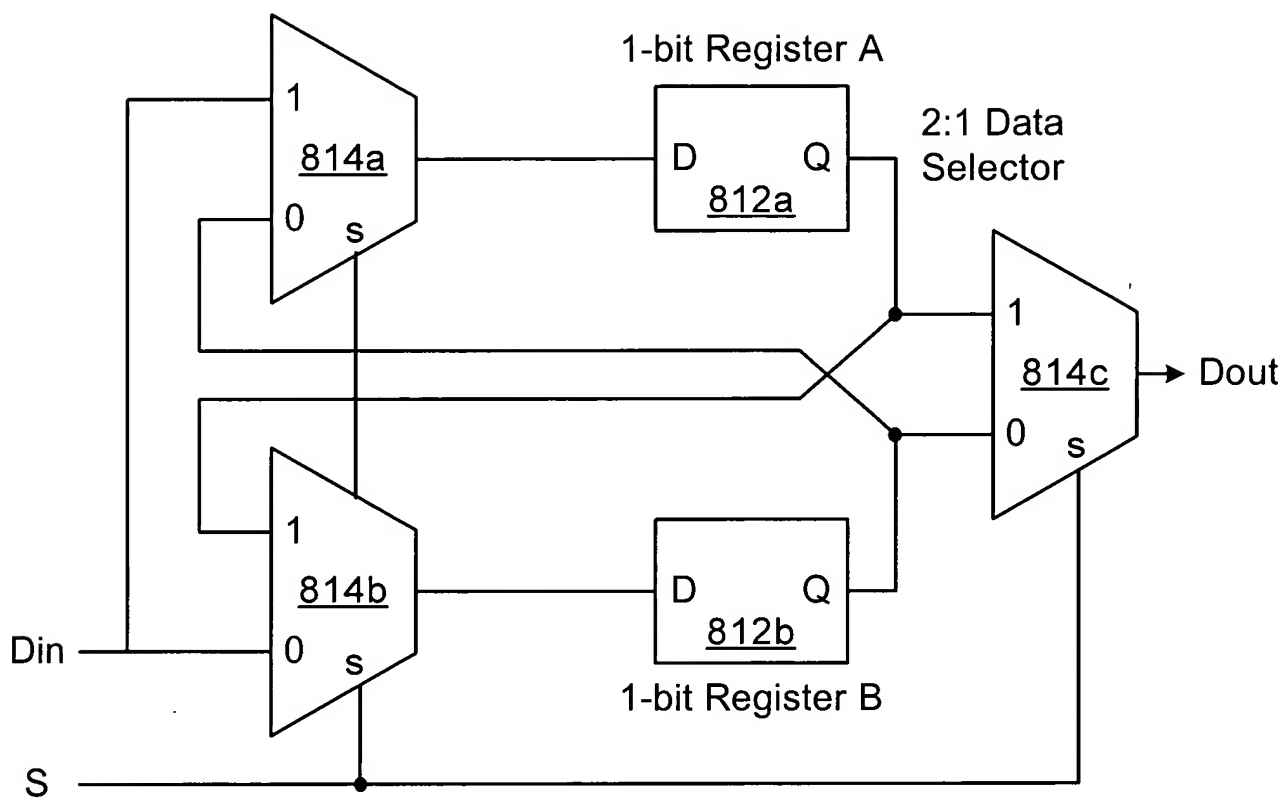 1-bit Register A
1
814a
0
s
D
Q
812a
2:1 Data
Selector
1
814c
0
s
Dout
1
814b
0
s
D
Q
812b
1-bit Register B
Din
S